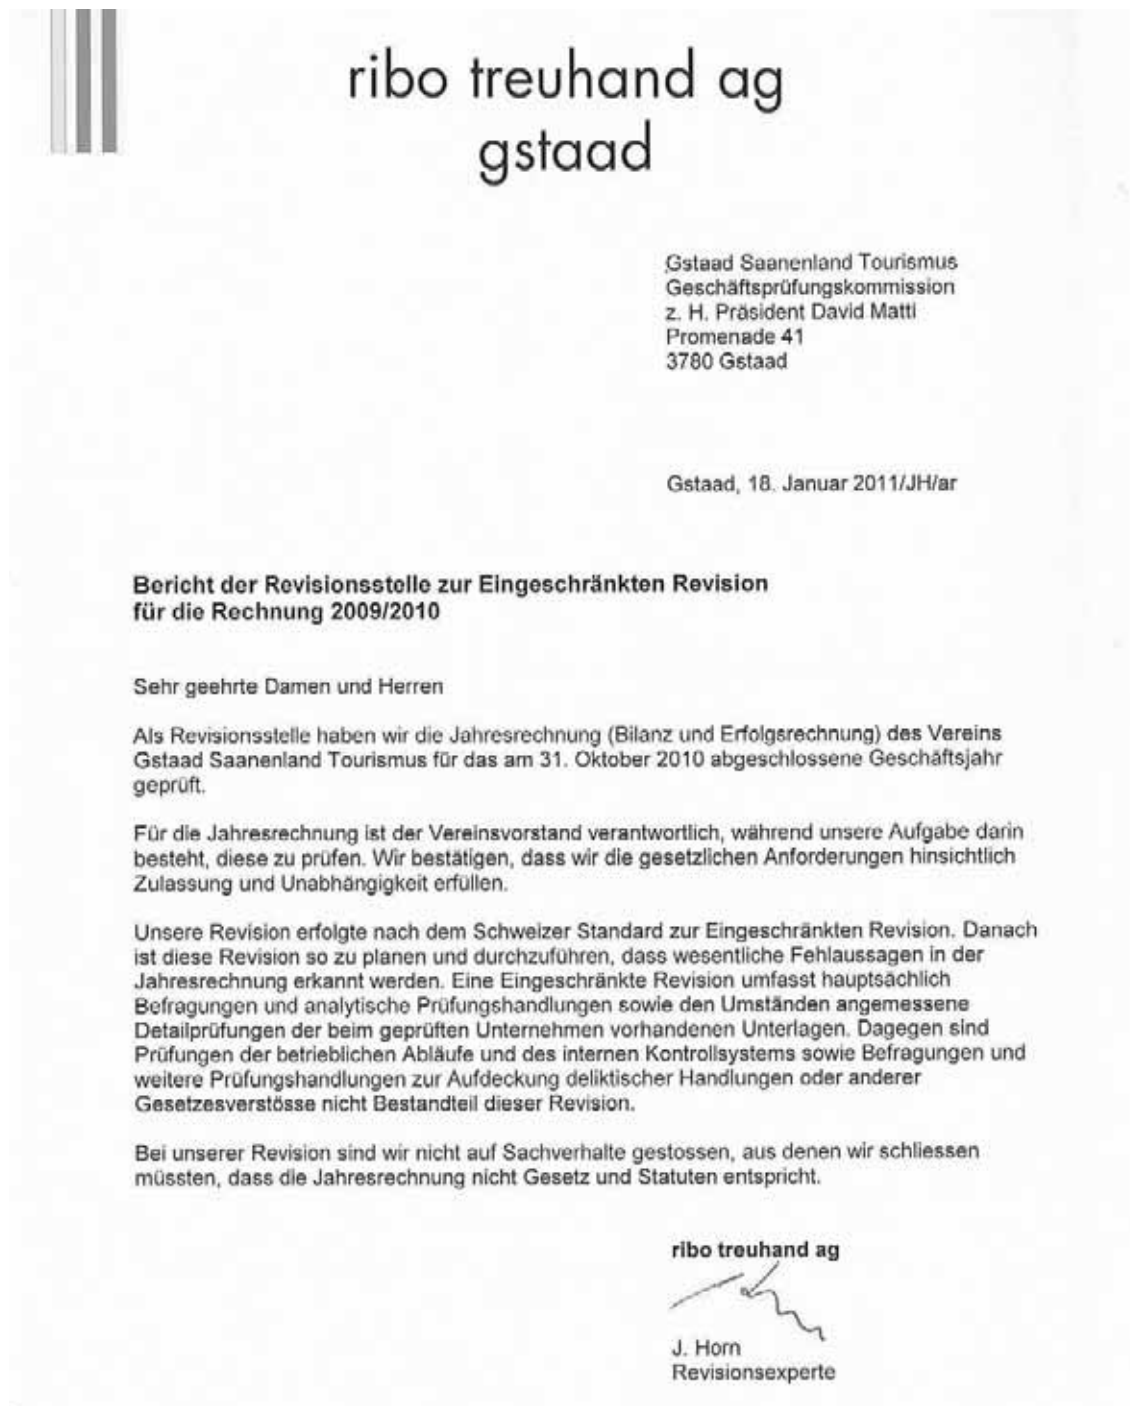 ribo treuhand ag
gstaad
Gstaad Saanenland Tourismus
Geschäftsprüfungskommission
z. H. Präsident David Matti
Promenade 41
3780 Gstaad
Gstaad, 18. Januar 2011/JH/ar
Bericht der Revisionsstelle zur Eingeschränkten Revision
für die Rechnung 2009/2010
Sehr geehrte Damen und Herren
Als Revisionsstelle haben wir die Jahresrechnung (Bilanz und Erfolgsrechnung) des Vereins
Gstaad Saanenland Tourismus für das am 31. Oktober 2010 abgeschlossene Geschäftsjahr
geprüft.
Für die Jahresrechnung ist der Vereinsvorstand verantwortlich, während unsere Aufgabe darin
besteht, diese zu prüfen. Wir bestätigen, dass wir die gesetzlichen Anforderungen hinsichtlich
Zulassung und Unabhängigkeit erfüllen.
Unsere Revision erfolgte nach dem Schweizer Standard zur Eingeschränkten Revision. Danach
ist diese Revision so zu planen und durchzuführen, dass wesentliche Fehlaussagen in der
Jahresrechnung erkannt werden. Eine Eingeschränkte Revision umfasst hauptsächlich
Befragungen und analytische Prüfungshandlungen sowie den Umständen angemessene
Detailprüfungen der beim geprüften Unternehmen vorhandenen Unterlagen. Dagegen sind
Prüfungen der betrieblichen Abläufe und des internen Kontrollsystems sowie Befragungen und
weitere Prüfungshandlungen zur Aufdeckung deliktischer Handlungen oder anderer
Gesetzesverstösse nicht Bestandteil dieser Revision.
Bei unserer Revision sind wir nicht auf Sachverhalte gestossen, aus denen wir schliessen
müssten, dass die Jahresrechnung nicht Gesetz und Statuten entspricht.
ribo treuhand ag
J. Horn
Revisionsexperte